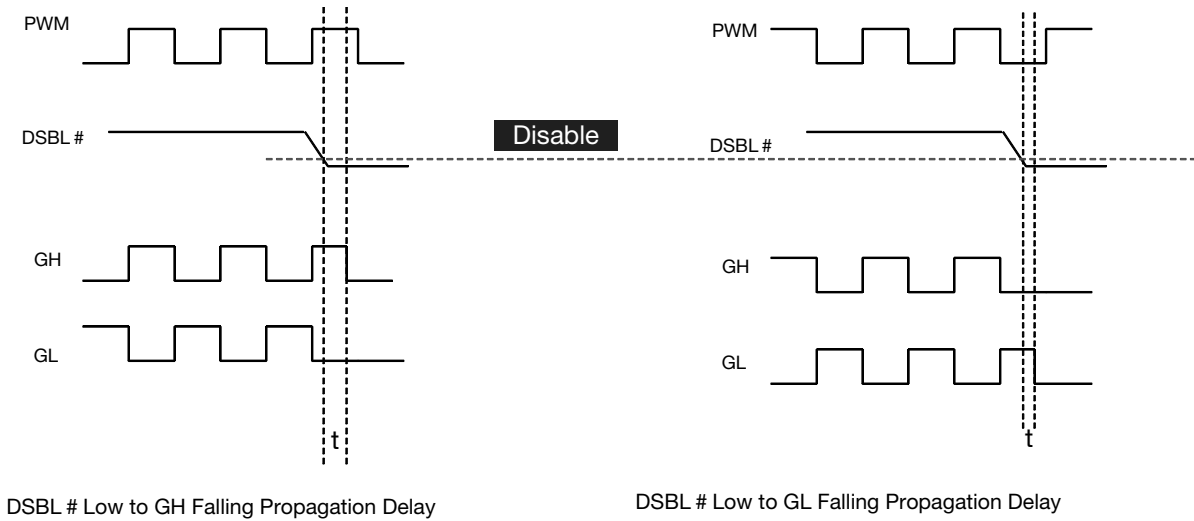 PWM
DSBL #
GH
GL
t
DSBL # Low to GH Falling Propagation Delay
Disable
PWM
DSBL #
GH
GL
t
DSBL # Low to GL Falling Propagation Delay